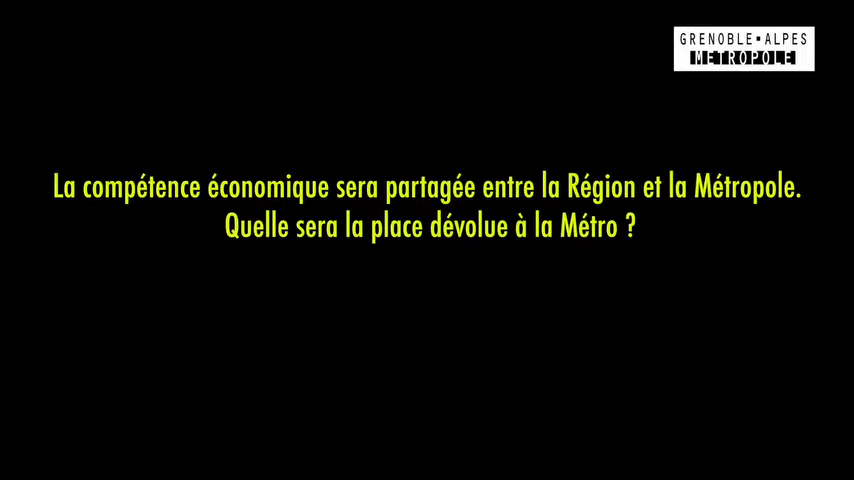 GRENOBLE▪ALPES
METROPOLE
La compétence économique sera partagée entre la Région et la Métropole.
Quelle sera la place dévolue à la Métro ?